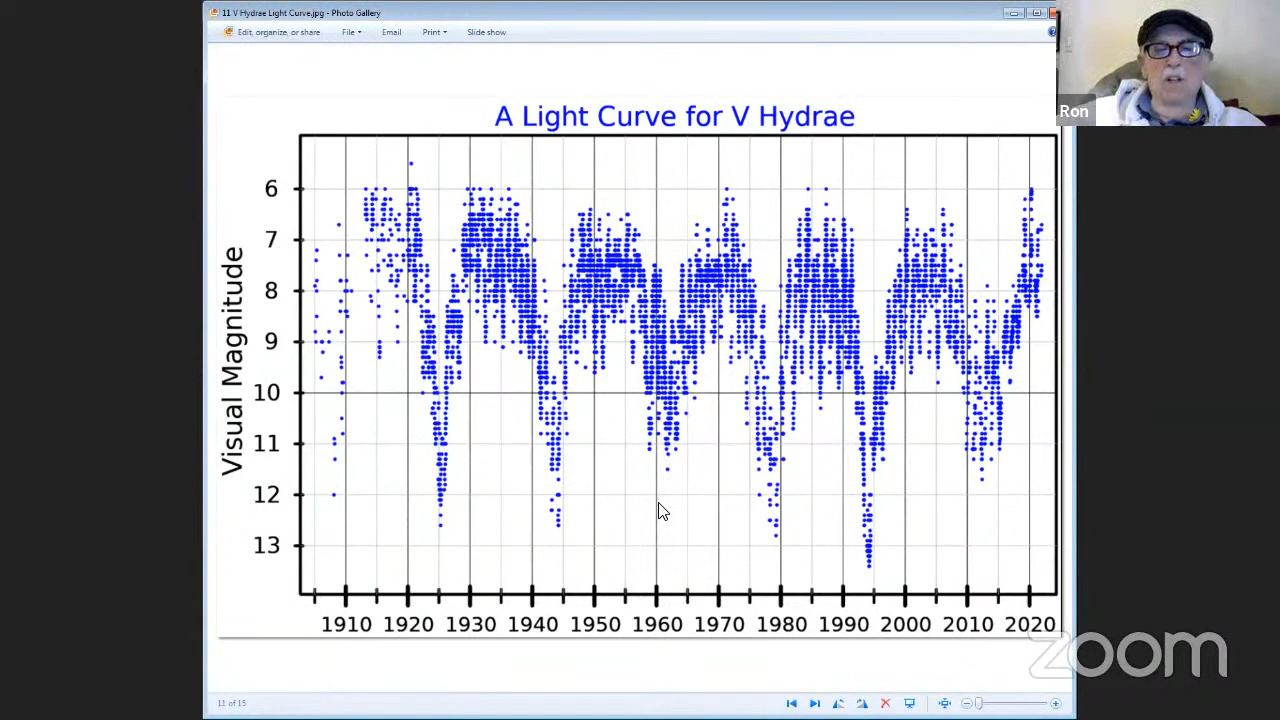 11 V Hydrae Light Curve.jpg - Photo Gallery
Edit, organize, or share File Email Print Slide show
Ron
A Light Curve for V Hydrae
Visual Magnitude
6
7
8
9
10
11
12
13
1910 1920 1930 1940 1950 1960 1970 1980 1990 2000 2010 2020
zoom
11 of 15